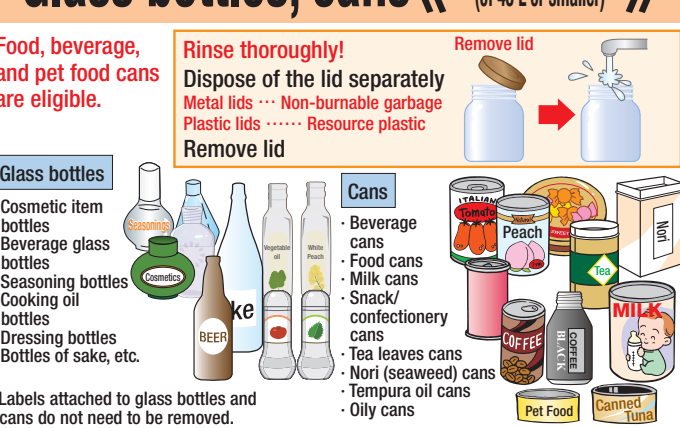 Glass bottles, cans
(of 45 L or smaller)
Food, beverage,
and pet food cans
are eligible.
Rinse thoroughly!
Dispose of the lid separately
Metal lids ··· Non-burnable garbage
Plastic lids ······ Resource plastic
Remove lid
Remove lid
Glass bottles
Cosmetic item
bottles
Beverage glass
bottles
Seasoning bottles
Cooking oil
bottles
Dressing bottles
Bottles of sake, etc.
Labels attached to glass bottles and
cans do not need to be removed.
Seasonings
Cosmetics
BEER
ke
Vegetable
oil
White
Peach
Cans
· Beverage
cans
· Food cans
· Milk cans
· Snack/
confectionery
cans
· Tea leaves cans
· Nori (seaweed) cans
· Tempura oil cans
· Oily cans
ITALIAN
Tomato
Peach
Nori
Tea
COFFEE
COFFEE
BLACK
MILK
Pet Food
Canned
Tuna